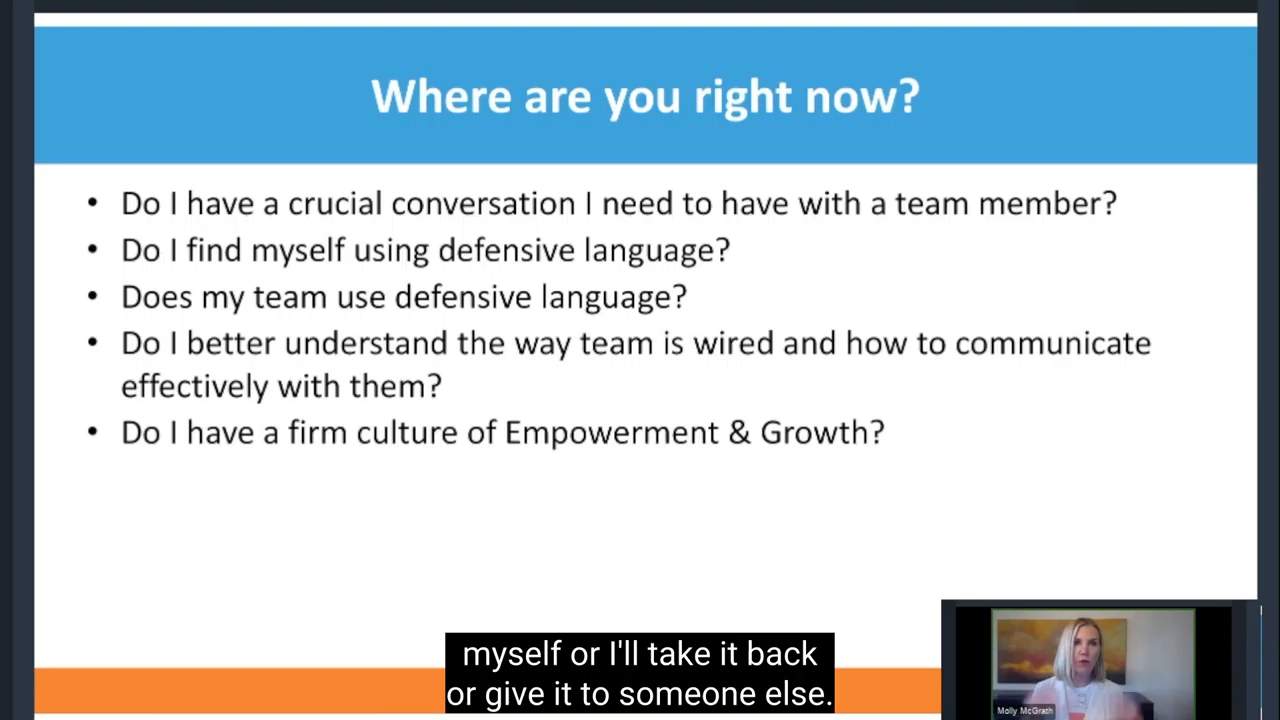 Where are you right now?
• Do I have a crucial conversation I need to have with a team member?
• Do I find myself using defensive language?
• Does my team use defensive language?
• Do I better understand the way team is wired and how to communicate
effectively with them?
• Do I have a firm culture of Empowerment & Growth?
myself or I'll take it back
or give it to someone else.
Molly McGrath